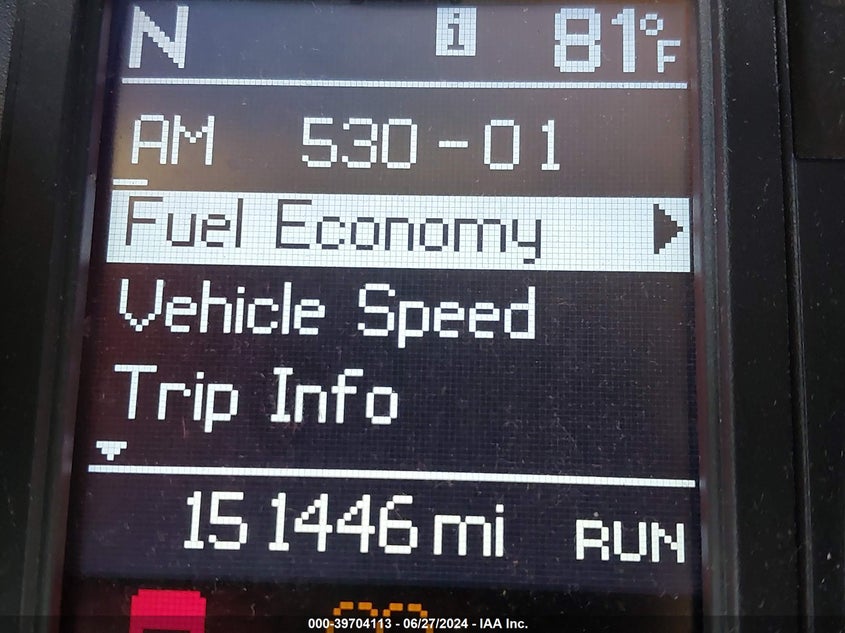 N i 81°F
AM 530-01
Fuel Economy
Vehicle Speed
Trip Info
151446 mi RUN
000-39704113 - 06/27/2024 - IAA Inc.